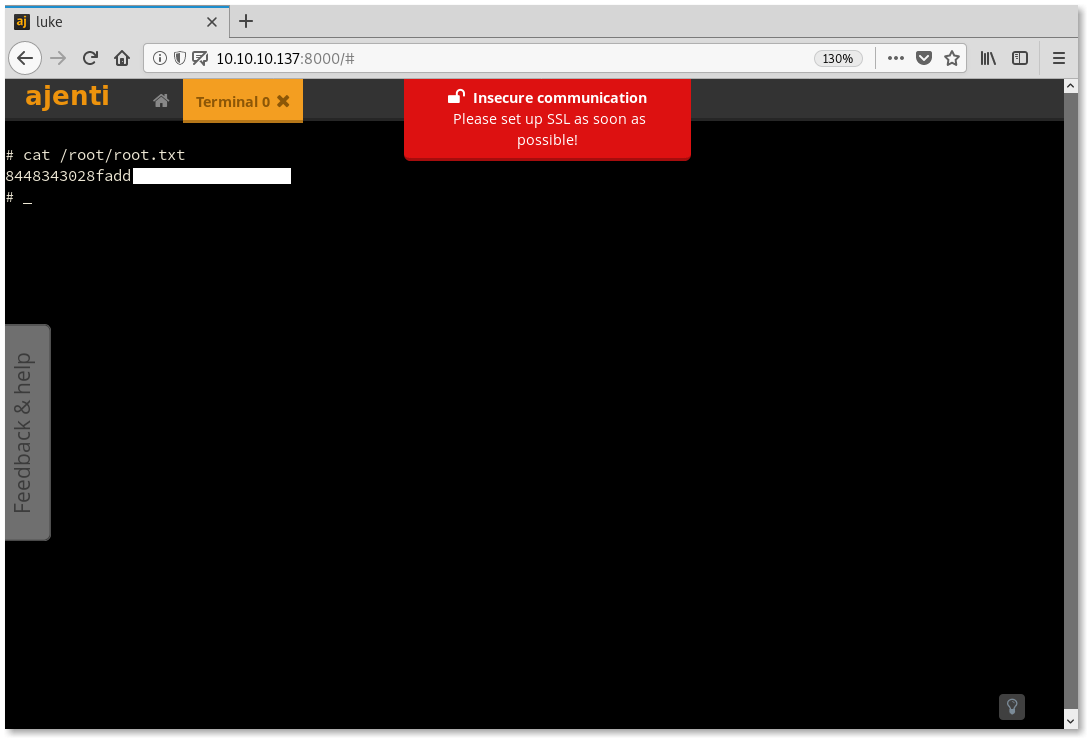 aj luke
10.10.10.137:8000/#
130%
ajenti
Terminal 0
Insecure communication
Please set up SSL as soon as
possible!
# cat /root/root.txt
8448343028fadd
# _
Feedback & help